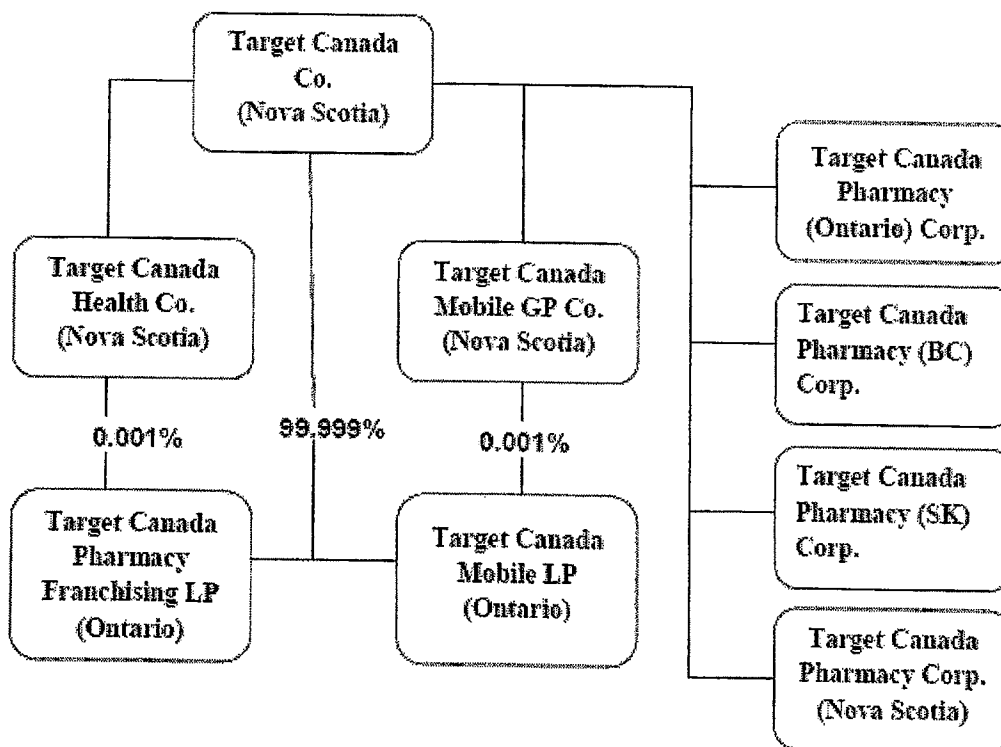 Target Canada
Co.
(Nova Scotia)
Target Canada
Health Co.
(Nova Scotia)
Target Canada
Mobile GP Co.
(Nova Scotia)
0.001%
99.999%
0.001%
Target Canada
Pharmacy
Franchising LP
(Ontario)
Target Canada
Mobile LP
(Ontario)
Target Canada
Pharmacy
(Ontario) Corp.
Target Canada
Pharmacy (BC)
Corp.
Target Canada
Pharmacy (SK)
Corp.
Target Canada
Pharmacy Corp.
(Nova Scotia)